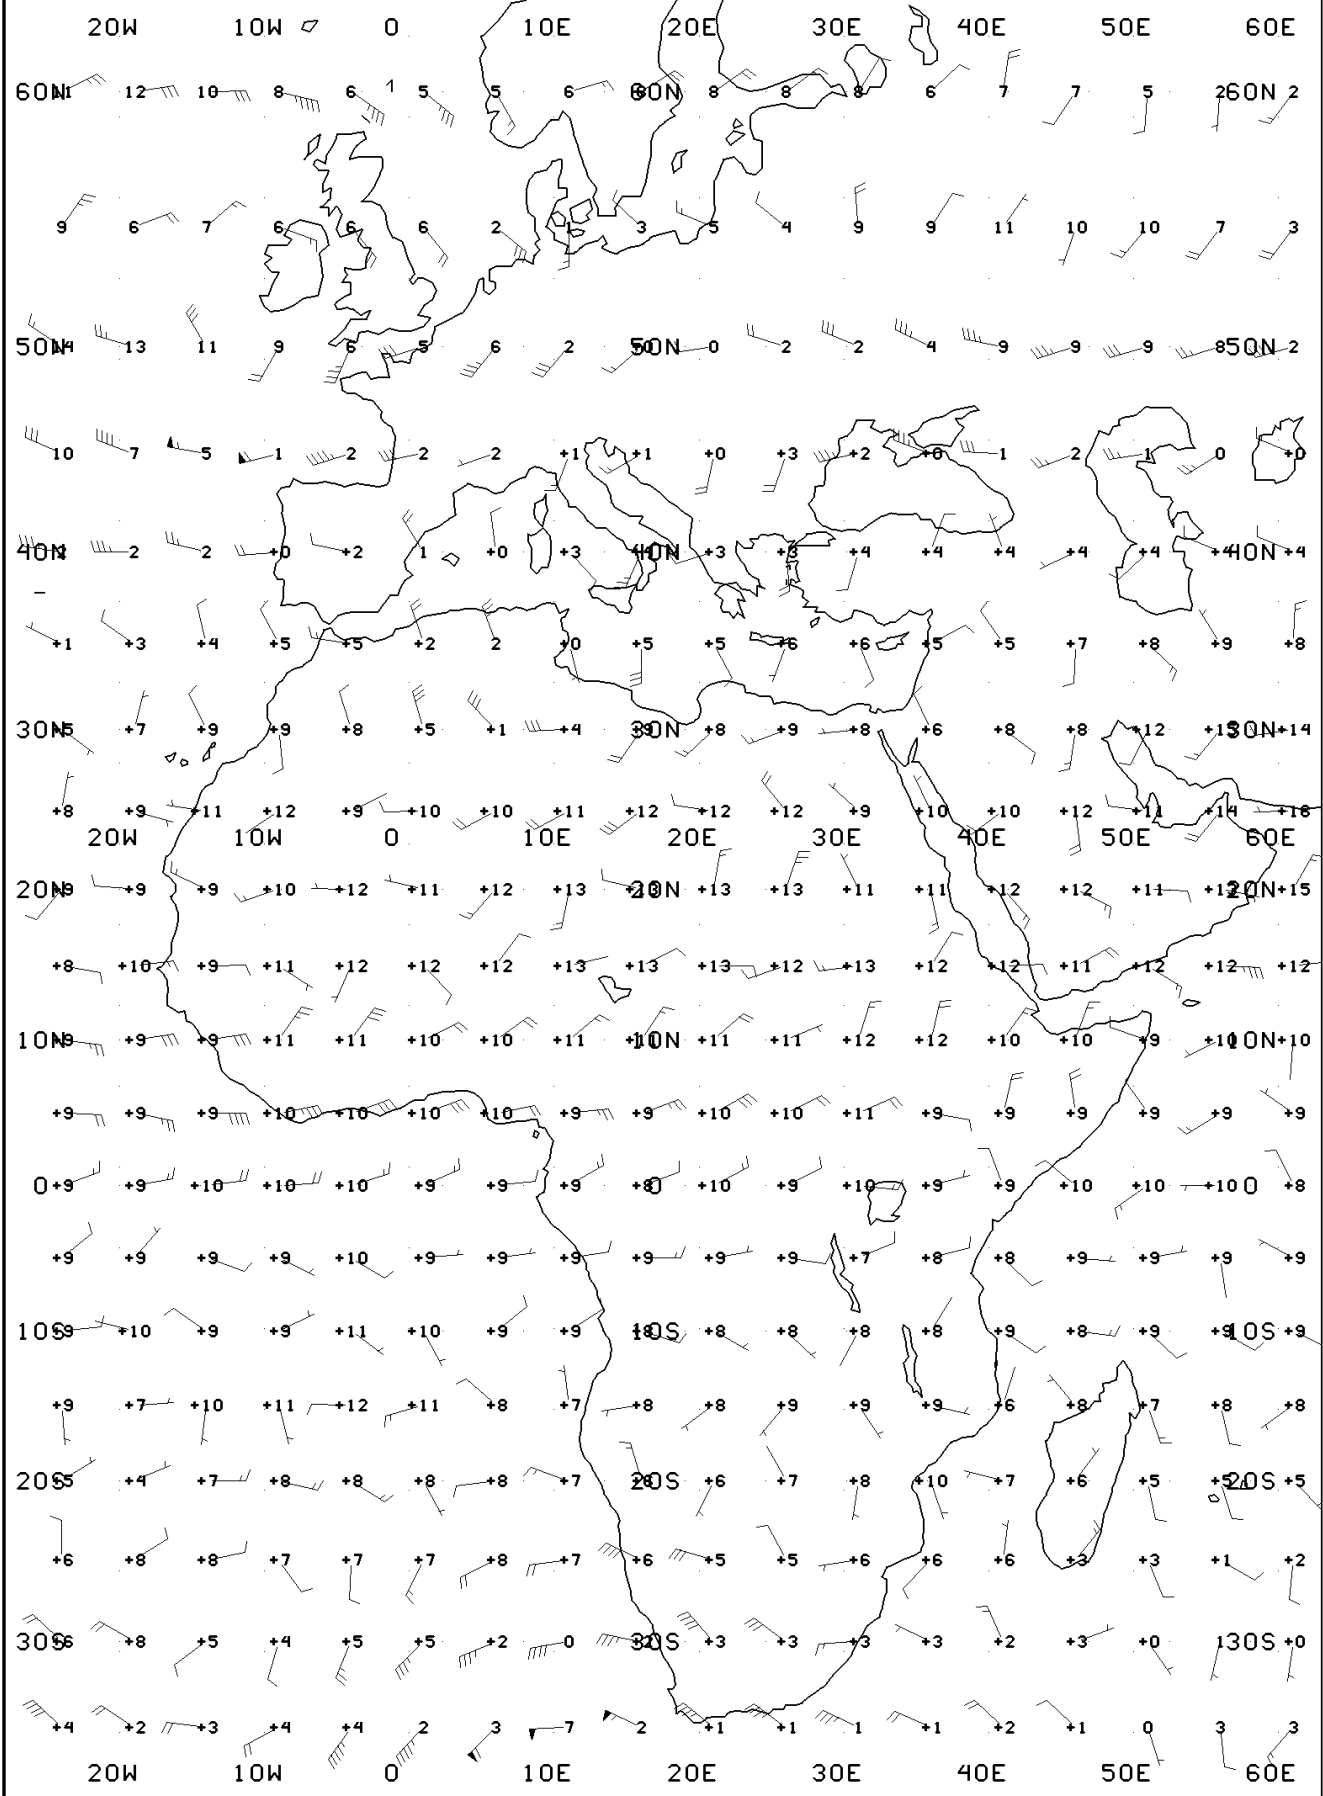 20W 10W 0 10E 20E 30E 40E 50E 60E
60N 12 10 8 6 1 5 5 6 60N 8 8 8 6 7 7 5 60N 2
9 6 7 6 6 6 2 1 3 5 4 9 9 11 10 10 7 3
50N 13 11 9 6 5 6 2 50N 0 2 2 4 9 9 9 8 50N 2
10 7 5 1 2 2 2 +1 +1 +0 +3 +2 +0 1 2 1 0 +0
40N 2 2 +0 +2 1 +0 +3 40N +3 +3 +4 +4 +4 +4 +4 +4 40N +4
+1 +3 +4 +5 +5 +2 2 +0 +5 +5 +6 +6 +5 +5 +7 +8 +9 +8
30N +5 +7 +9 +9 +8 +5 +1 +4 30N +8 +9 +8 +6 +8 +8 +12 30N +14
+8 +9 +11 +12 +9 +10 +10 +11 +12 +12 +12 +9 +10 +10 +12 +11 +14 +16
20W 10W 0 10E 20E 30E 40E 50E 60E
20N +9 +9 +9 +10 +12 +11 +12 +13 20N +13 +13 +11 +11 +12 +12 +11 20N +15
+8 +10 +9 +11 +12 +12 +12 +13 +13 +13 +12 +13 +12 +12 +11 +12 +12 +12
10N +9 +9 +9 +11 +11 +10 +10 +11 10N +11 +11 +12 +12 +10 +10 +9 10N +10
+9 +9 +9 +10 +10 +10 +10 +9 +9 +10 +10 +11 +9 +9 +9 +9 +9 +9
0 +9 +9 +10 +10 +10 +9 +9 +9 +8 0 +10 +9 +10 +9 +9 +10 +10 +10 0 +8
+9 +9 +9 +9 +10 +9 +9 +9 +9 +9 +9 +7 +8 +8 +9 +9 +9 +9
10S +9 +10 +9 +9 +11 +10 +9 +9 10S +8 +8 +8 +8 +9 +8 +9 +9 10S +9
+9 +7 +10 +11 +12 +11 +8 +7 +8 +8 +9 +9 +9 +6 +8 +7 +8 +8
20S +5 +4 +7 +8 +8 +8 +8 +7 20S +6 +7 +8 +10 +7 +6 +5 +5 20S +5
+6 +8 +8 +7 +7 +7 +8 +7 +6 +5 +5 +6 +6 +6 +3 +3 +1 +2
30S +6 +8 +5 +4 +5 +5 +2 0 30S +3 +3 +3 +3 +2 +3 +0 1 30S +0
+4 +2 +3 +4 +4 2 3 7 2 +1 +1 1 +1 +2 +1 0 3 3
20W 10W 0 10E 20E 30E 40E 50E 60E